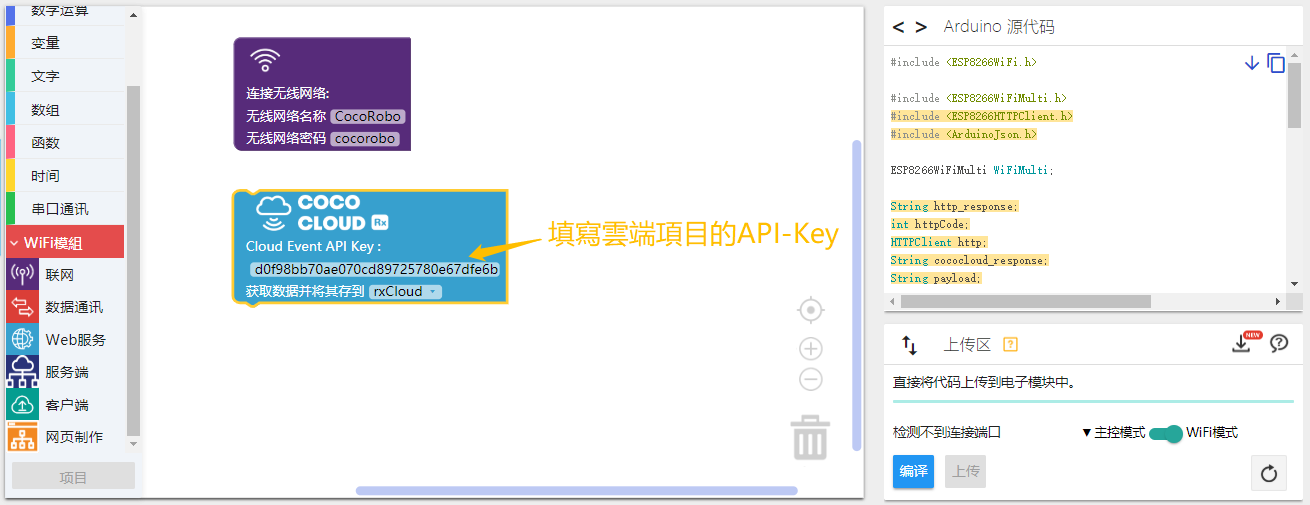 数学运算
变量
文字
数组
函数
时间
串口通讯
WiFi模組
联网
数据通讯
Web服务
服务端
客户端
网页制作
项目
连接无线网络:
无线网络名称 CocoRobo
无线网络密码 cocorobo
COCO
CLOUD Rx
Cloud Event API Key :
d0f98bb70ae070cd89725780e67dfe6b
获取数据并将其存到 rxCloud
填寫雲端項目的API-Key
< > Arduino 源代码
#include <ESP8266WiFi.h>
#include <ESP8266WiFiMulti.h>
#include <ESP8266HTTPClient.h>
#include <ArduinoJson.h>
ESP8266WiFiMulti WiFiMulti;
String http_response;
int httpCode;
HTTPClient http;
String cococloud_response;
String payload;
上传区 ?
NEW
?
直接将代码上传到电子模块中。
检测不到连接端口
▼主控模式 WiFi模式
编译 上传